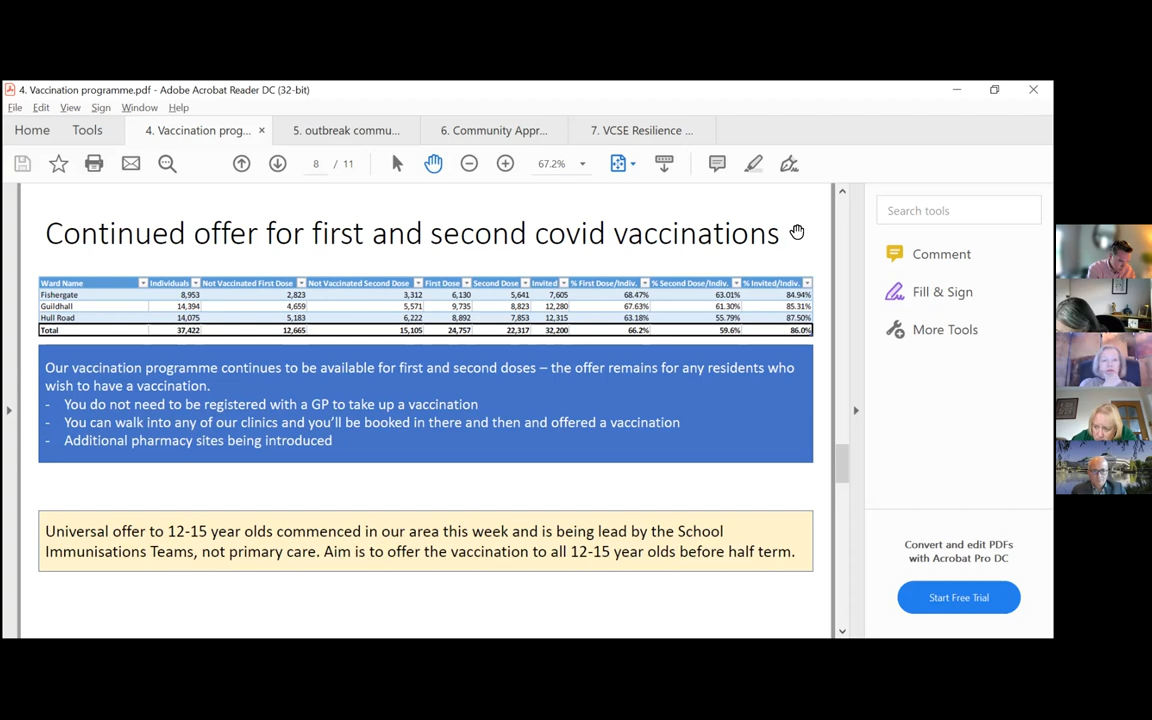 4. Vaccination programme.pdf - Adobe Acrobat Reader DC (32-bit)
File Edit View Sign Window Help
Home Tools 4. Vaccination prog... × 5. outbreak commu... 6. Community Appr... 7. VCSE Resilience ...
8 / 11 67.2%
Continued offer for first and second covid vaccinations
Ward Name Individuals Not Vaccinated First Dose Not Vaccinated Second Dose First Dose Second Dose Invited % First Dose/Indiv. % Second Dose/Indiv. % Invited/Indiv.
Fishergate 8,953 2,823 3,312 6,130 5,641 7,605 68.47% 63.01% 84.94%
Guildhall 14,394 4,659 5,571 9,735 8,823 12,280 67.63% 61.30% 85.31%
Hull Road 14,075 5,183 6,222 8,892 7,853 12,315 63.18% 55.79% 87.50%
Total 37,422 12,665 15,105 24,757 22,317 32,200 66.2% 59.6% 86.0%
Our vaccination programme continues to be available for first and second doses – the offer remains for any residents who
wish to have a vaccination.
- You do not need to be registered with a GP to take up a vaccination
- You can walk into any of our clinics and you'll be booked in there and then and offered a vaccination
- Additional pharmacy sites being introduced
Universal offer to 12-15 year olds commenced in our area this week and is being lead by the School
Immunisations Teams, not primary care. Aim is to offer the vaccination to all 12-15 year olds before half term.
Search tools
Comment
Fill & Sign
More Tools
Convert and edit PDFs
with Acrobat Pro DC
Start Free Trial